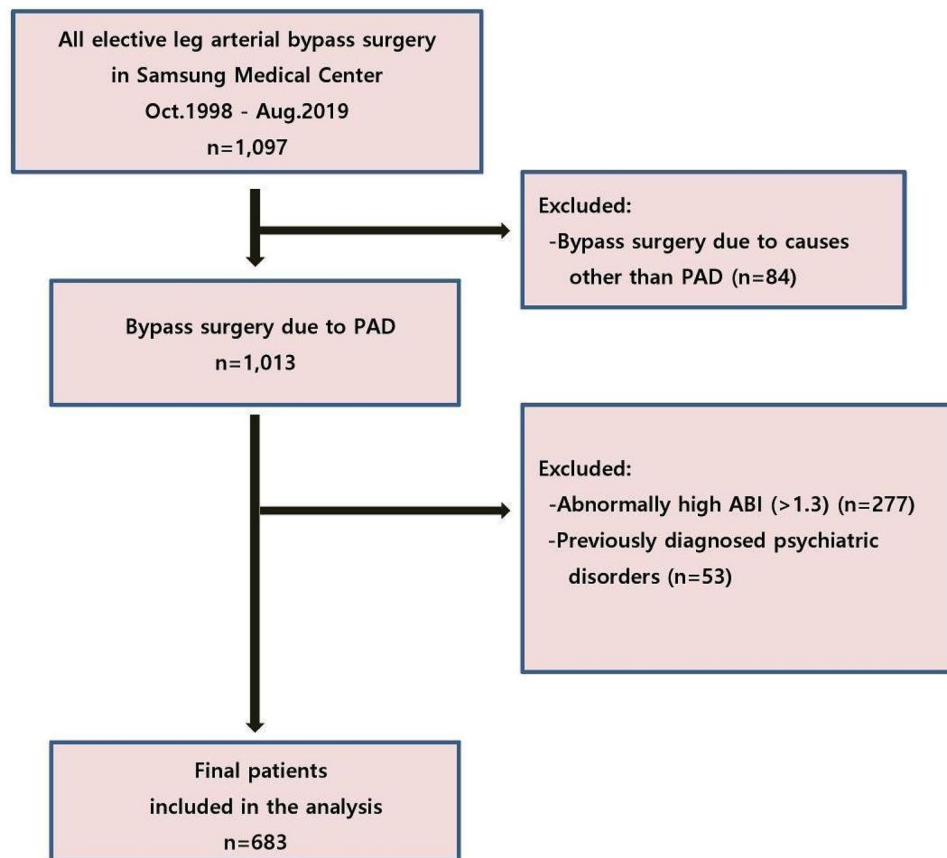 All elective leg arterial bypass surgery
in Samsung Medical Center
Oct.1998 - Aug.2019
n=1,097
Excluded:
-Bypass surgery due to causes
other than PAD (n=84)
Bypass surgery due to PAD
n=1,013
Excluded:
-Abnormally high ABI (>1.3) (n=277)
-Previously diagnosed psychiatric
disorders (n=53)
Final patients
included in the analysis
n=683